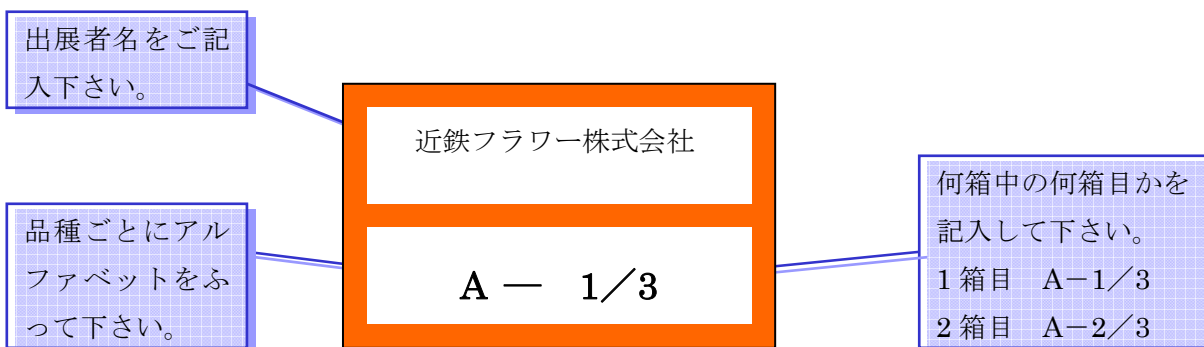 出展者名をご記
入下さい。
近鉄フラワー株式会社
品種ごとにアル
ファベットをふ
って下さい。
A － 1／3
何箱中の何箱目かを
記入して下さい。
1 箱目 A－1／3
2 箱目 A－2／3